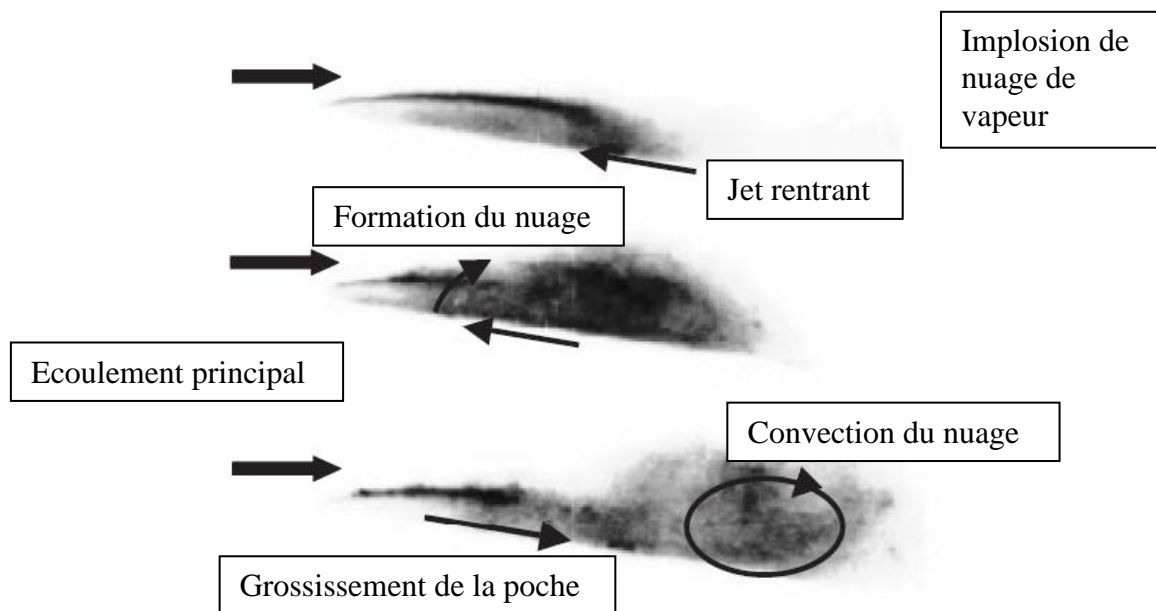 Implosion de
nuage de
vapeur
Jet rentrant
Formation du nuage
Ecoulement principal
Convection du nuage
Grossissement de la poche